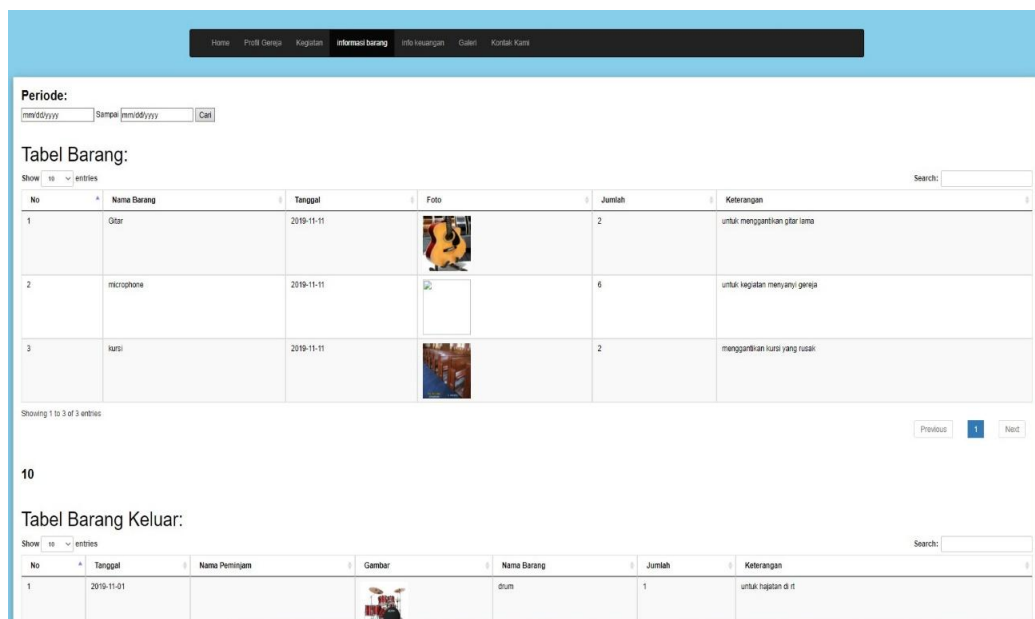 Home Profil Gereja Kegiatan informasi barang info keuangan Galeri Kontak Kami
Periode:
mm/dd/yyyy Sampai mm/dd/yyyy Cari
Tabel Barang:
Show 10 entries Search:
No Nama Barang Tanggal Foto Jumlah Keterangan
1 Gitar 2019-11-11 2 untuk menggantikan gitar lama
2 microphone 2019-11-11 6 untuk kegiatan menyanyi gereja
3 kursi 2019-11-11 2 menggantikan kursi yang rusak
Showing 1 to 3 of 3 entries
Previous 1 Next
10
Tabel Barang Keluar:
Show 10 entries Search:
No Tanggal Nama Peminjam Gambar Nama Barang Jumlah Keterangan
1 2019-11-01 drum 1 untuk hajatan di rt